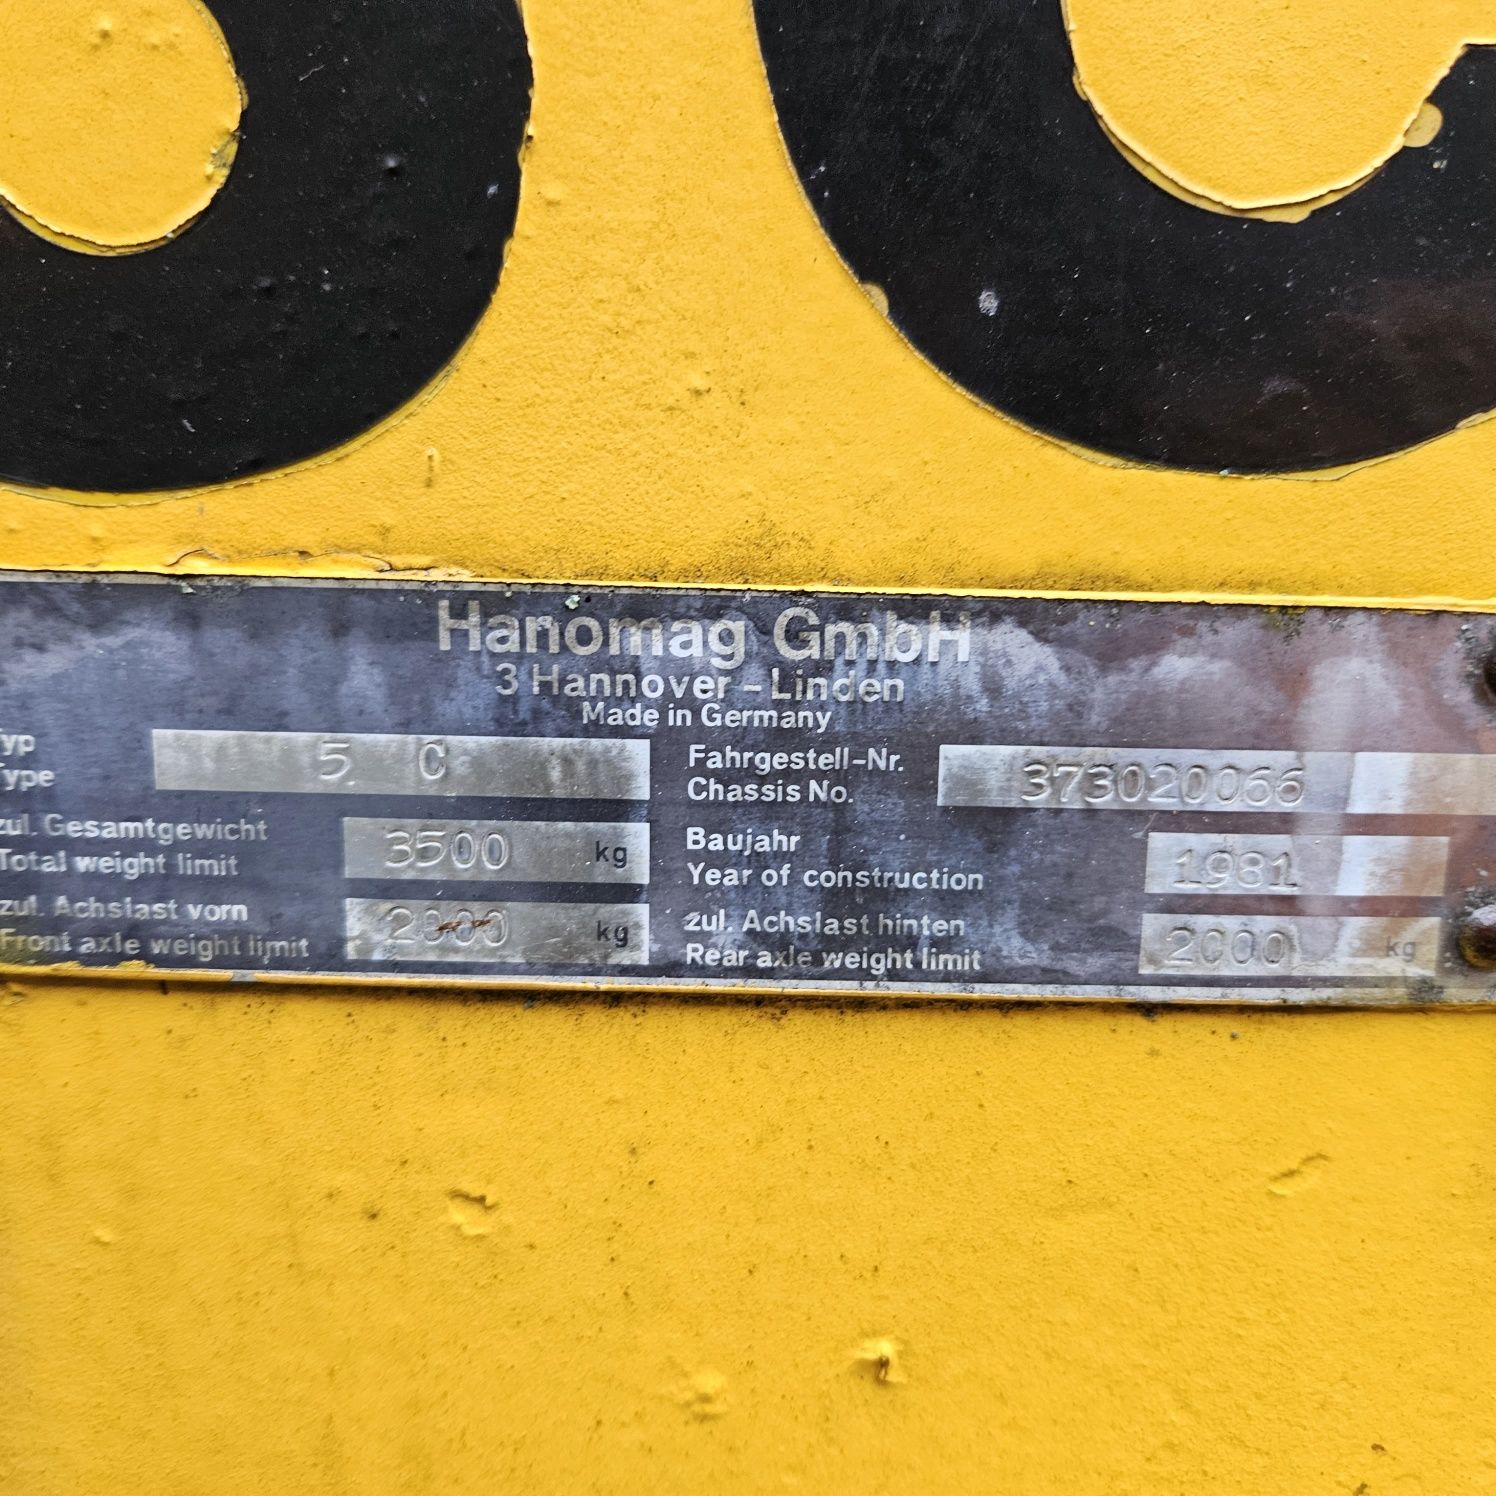 Hanomag GmbH
3 Hannover - Linden
Made in Germany
Typ
Type
5 C
Fahrgestell-Nr.
Chassis No.
373020066
zul. Gesamtgewicht
Total weight limit
3500 kg
Baujahr
Year of construction
1981
zul. Achslast vorn
Front axle weight limit
2000 kg
zul. Achslast hinten
Rear axle weight limit
2000 kg